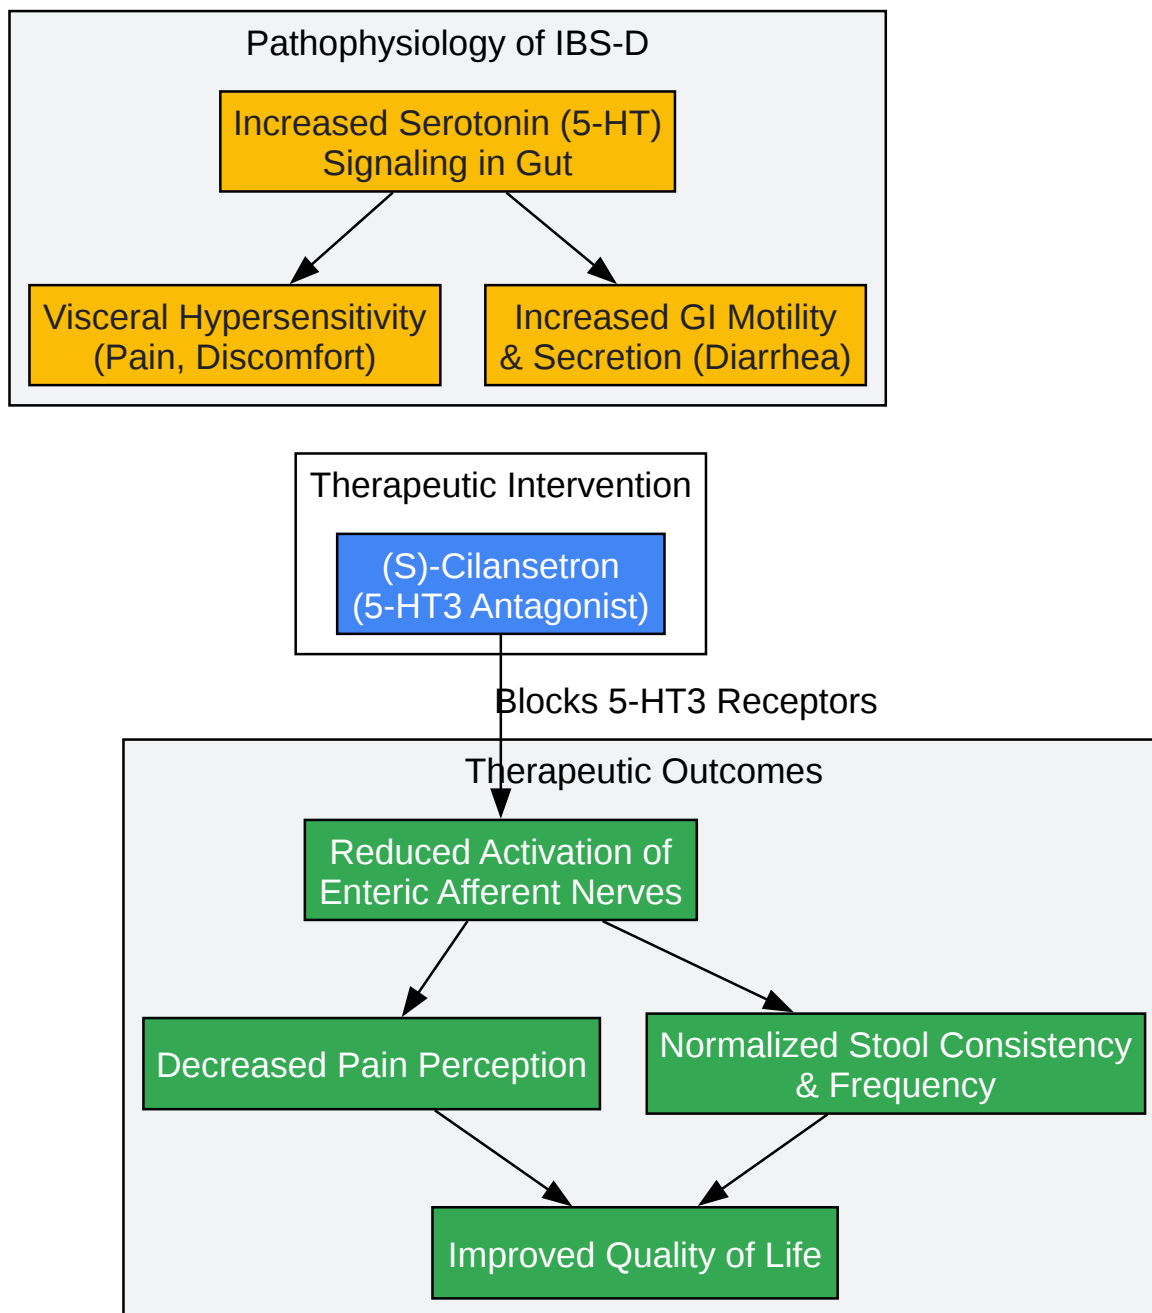 Pathophysiology of IBS-D
Increased Serotonin (5-HT)
Signaling in Gut
Visceral Hypersensitivity
(Pain, Discomfort)
Increased GI Motility
& Secretion (Diarrhea)
Therapeutic Intervention
(S)-Cilansetron
(5-HT3 Antagonist)
Blocks 5-HT3 Receptors
Therapeutic Outcomes
Reduced Activation of
Enteric Afferent Nerves
Decreased Pain Perception
Normalized Stool Consistency
& Frequency
Improved Quality of Life